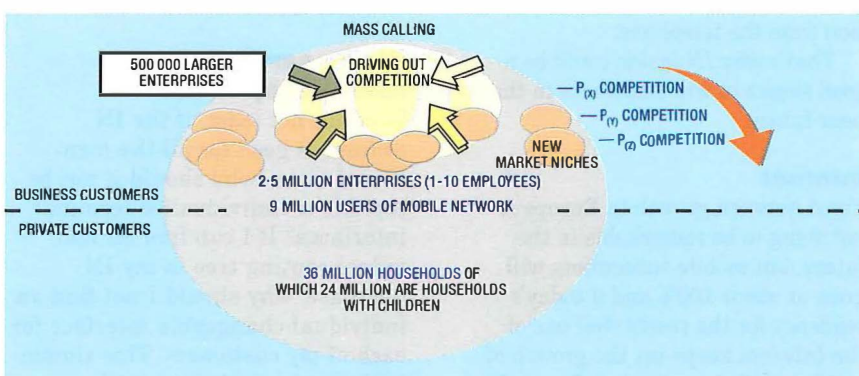 MASS CALLING
500 000 LARGER
ENTERPRISES
DRIVING OUT
COMPETITION
— P(X) COMPETITION
— P(Y) COMPETITION
— P(Z) COMPETITION
NEW
MARKET NICHES
2·5 MILLION ENTERPRISES (1-10 EMPLOYEES)
BUSINESS CUSTOMERS
9 MILLION USERS OF MOBILE NETWORK
PRIVATE CUSTOMERS
36 MILLION HOUSEHOLDS OF
WHICH 24 MILLION ARE HOUSEHOLDS
WITH CHILDREN